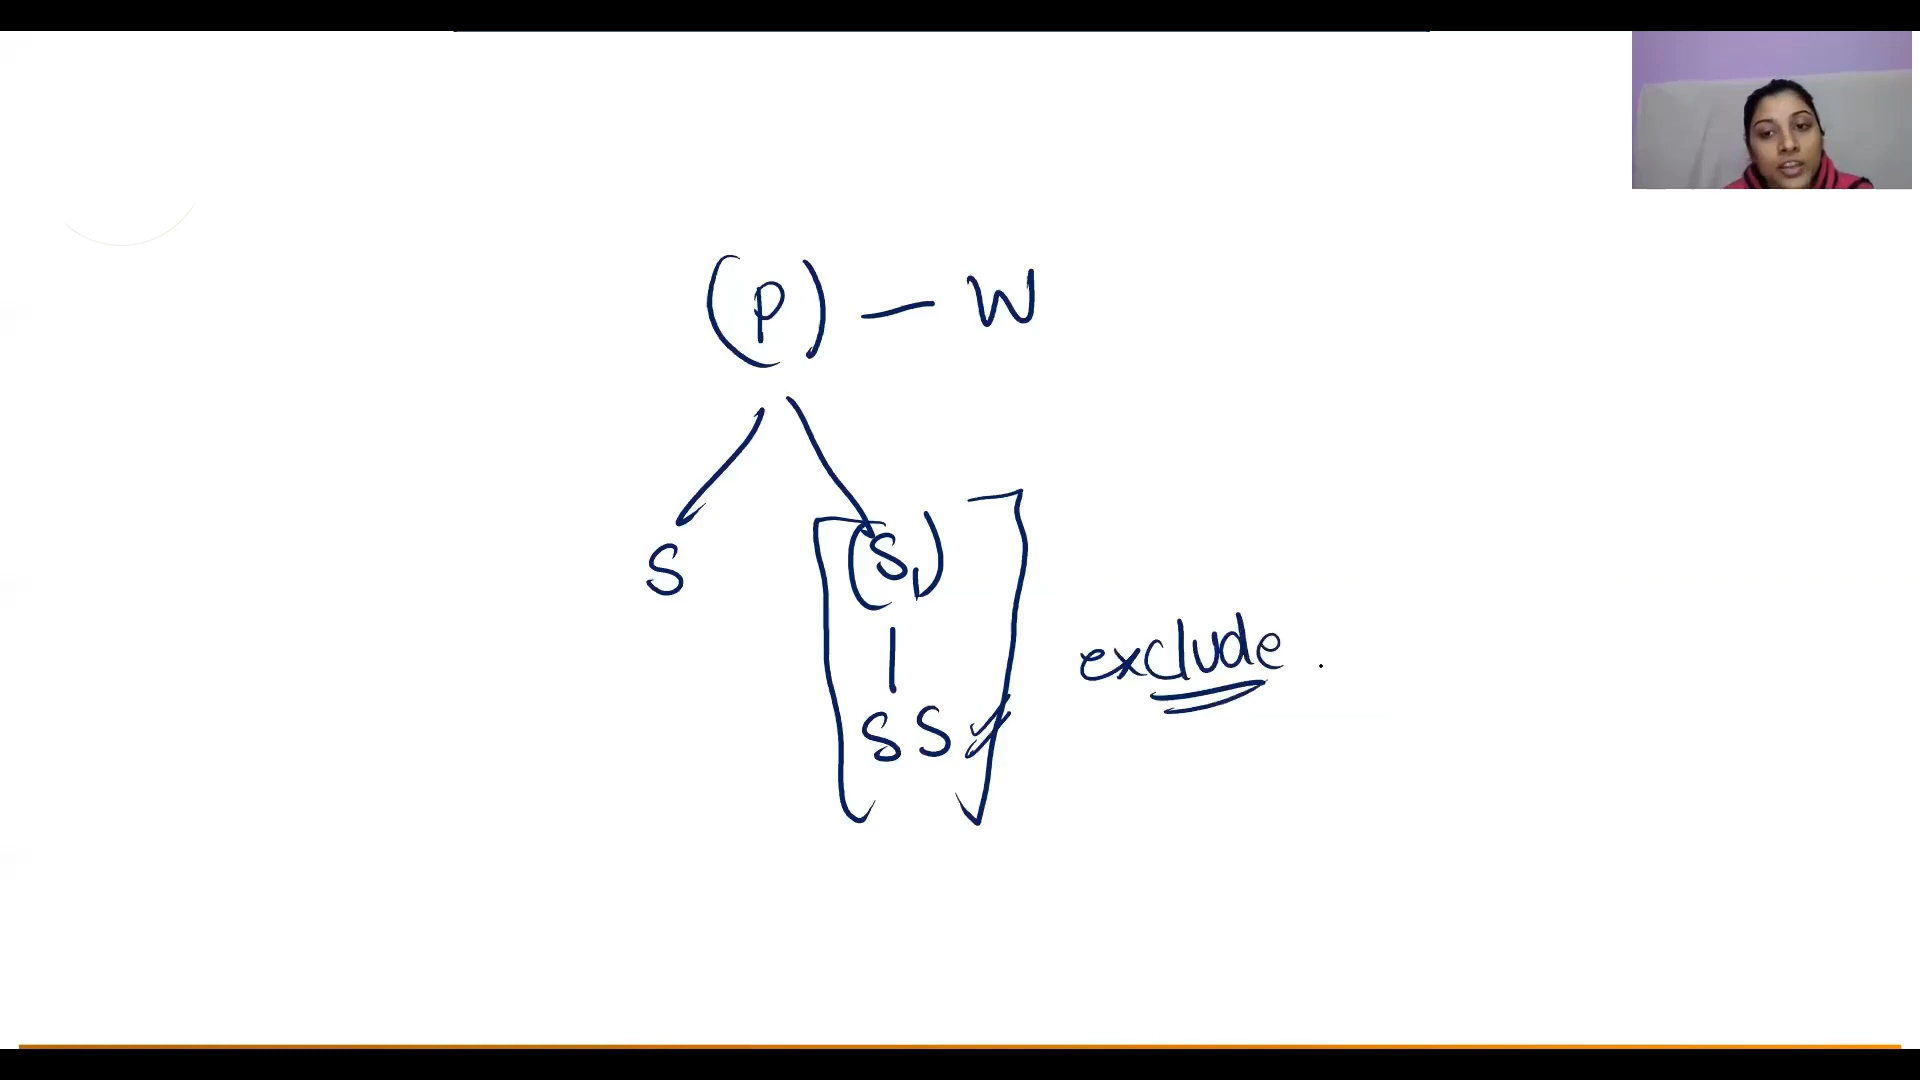 (P) — W
S (S₁)
exclude .
SS